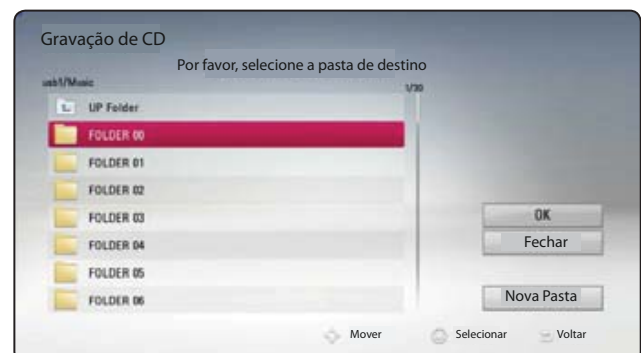 Gravação de CD
Por favor, selecione a pasta de destino
usb1/Music
1/20
UP Folder
FOLDER 00
FOLDER 01
FOLDER 02
FOLDER 03
FOLDER 04
FOLDER 05
FOLDER 06
OK
Fechar
Nova Pasta
Mover Selecionar Voltar